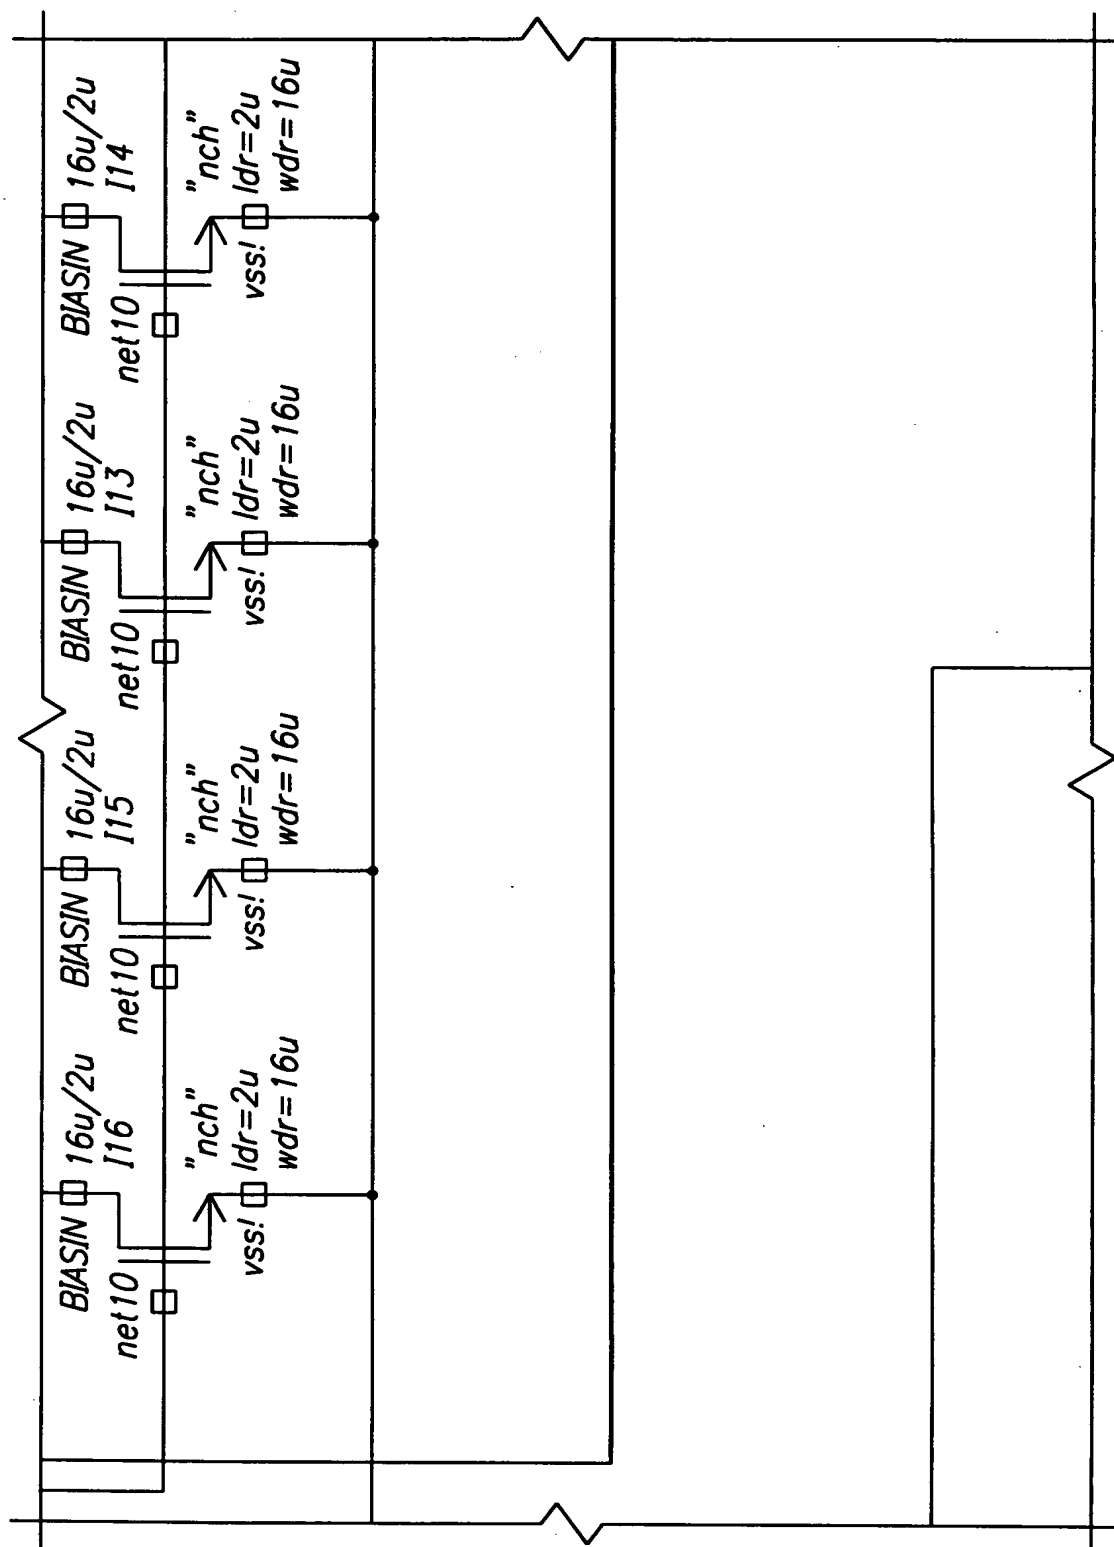 BIASIN
16u/2u
I14
net10
"nch"
ldr=2u
wdr=16u
vss!
BIASIN
16u/2u
I13
net10
"nch"
ldr=2u
wdr=16u
vss!
BIASIN
16u/2u
I15
net10
"nch"
ldr=2u
wdr=16u
vss!
BIASIN
16u/2u
I16
net10
"nch"
ldr=2u
wdr=16u
vss!